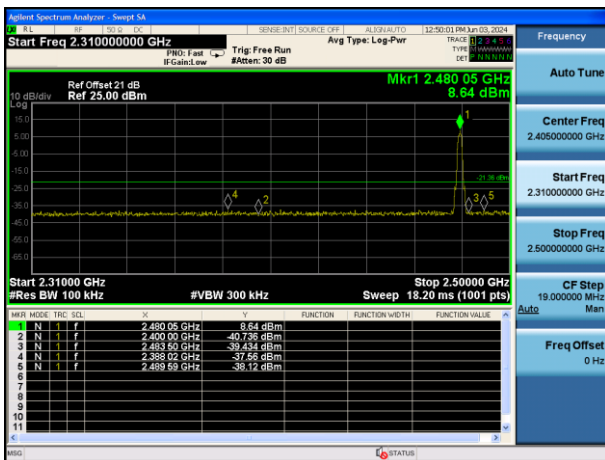 Agilent Spectrum Analyzer - Swept SA
RL RF 50 Ω DC SENSE:INT SOURCE OFF ALIGNAUTO 12:50:01 PM Jun 03, 2024
Start Freq 2.310000000 GHz
PNO: Fast
IFGain:Low
Trig: Free Run
#Atten: 30 dB
Avg Type: Log-Pwr
TRACE 1 2 3 4 5 6
TYPE
DET P N N N N N
Ref Offset 21 dB
10 dB/div Ref 25.00 dBm
Mkr1 2.480 05 GHz
8.64 dBm
Log
15.0
5.00
-5.00
-15.0
-25.0
-35.0
-45.0
-55.0
-65.0
-21.36 dBm
1
4
2
3
5
Start 2.31000 GHz
Stop 2.50000 GHz
#Res BW 100 kHz
#VBW 300 kHz
Sweep 18.20 ms (1001 pts)
MKR MODE TRC SCL X Y FUNCTION FUNCTION WIDTH FUNCTION VALUE
1 N 1 f 2.480 05 GHz 8.64 dBm
2 N 1 f 2.400 00 GHz -40.736 dBm
3 N 1 f 2.483 50 GHz -39.434 dBm
4 N 1 f 2.388 02 GHz -37.56 dBm
5 N 1 f 2.489 59 GHz -38.12 dBm
6
7
8
9
10
11
MSG
STATUS
Frequency
Auto Tune
Center Freq
2.405000000 GHz
Start Freq
2.310000000 GHz
Stop Freq
2.500000000 GHz
CF Step
19.000000 MHz
Auto Man
Freq Offset
0 Hz